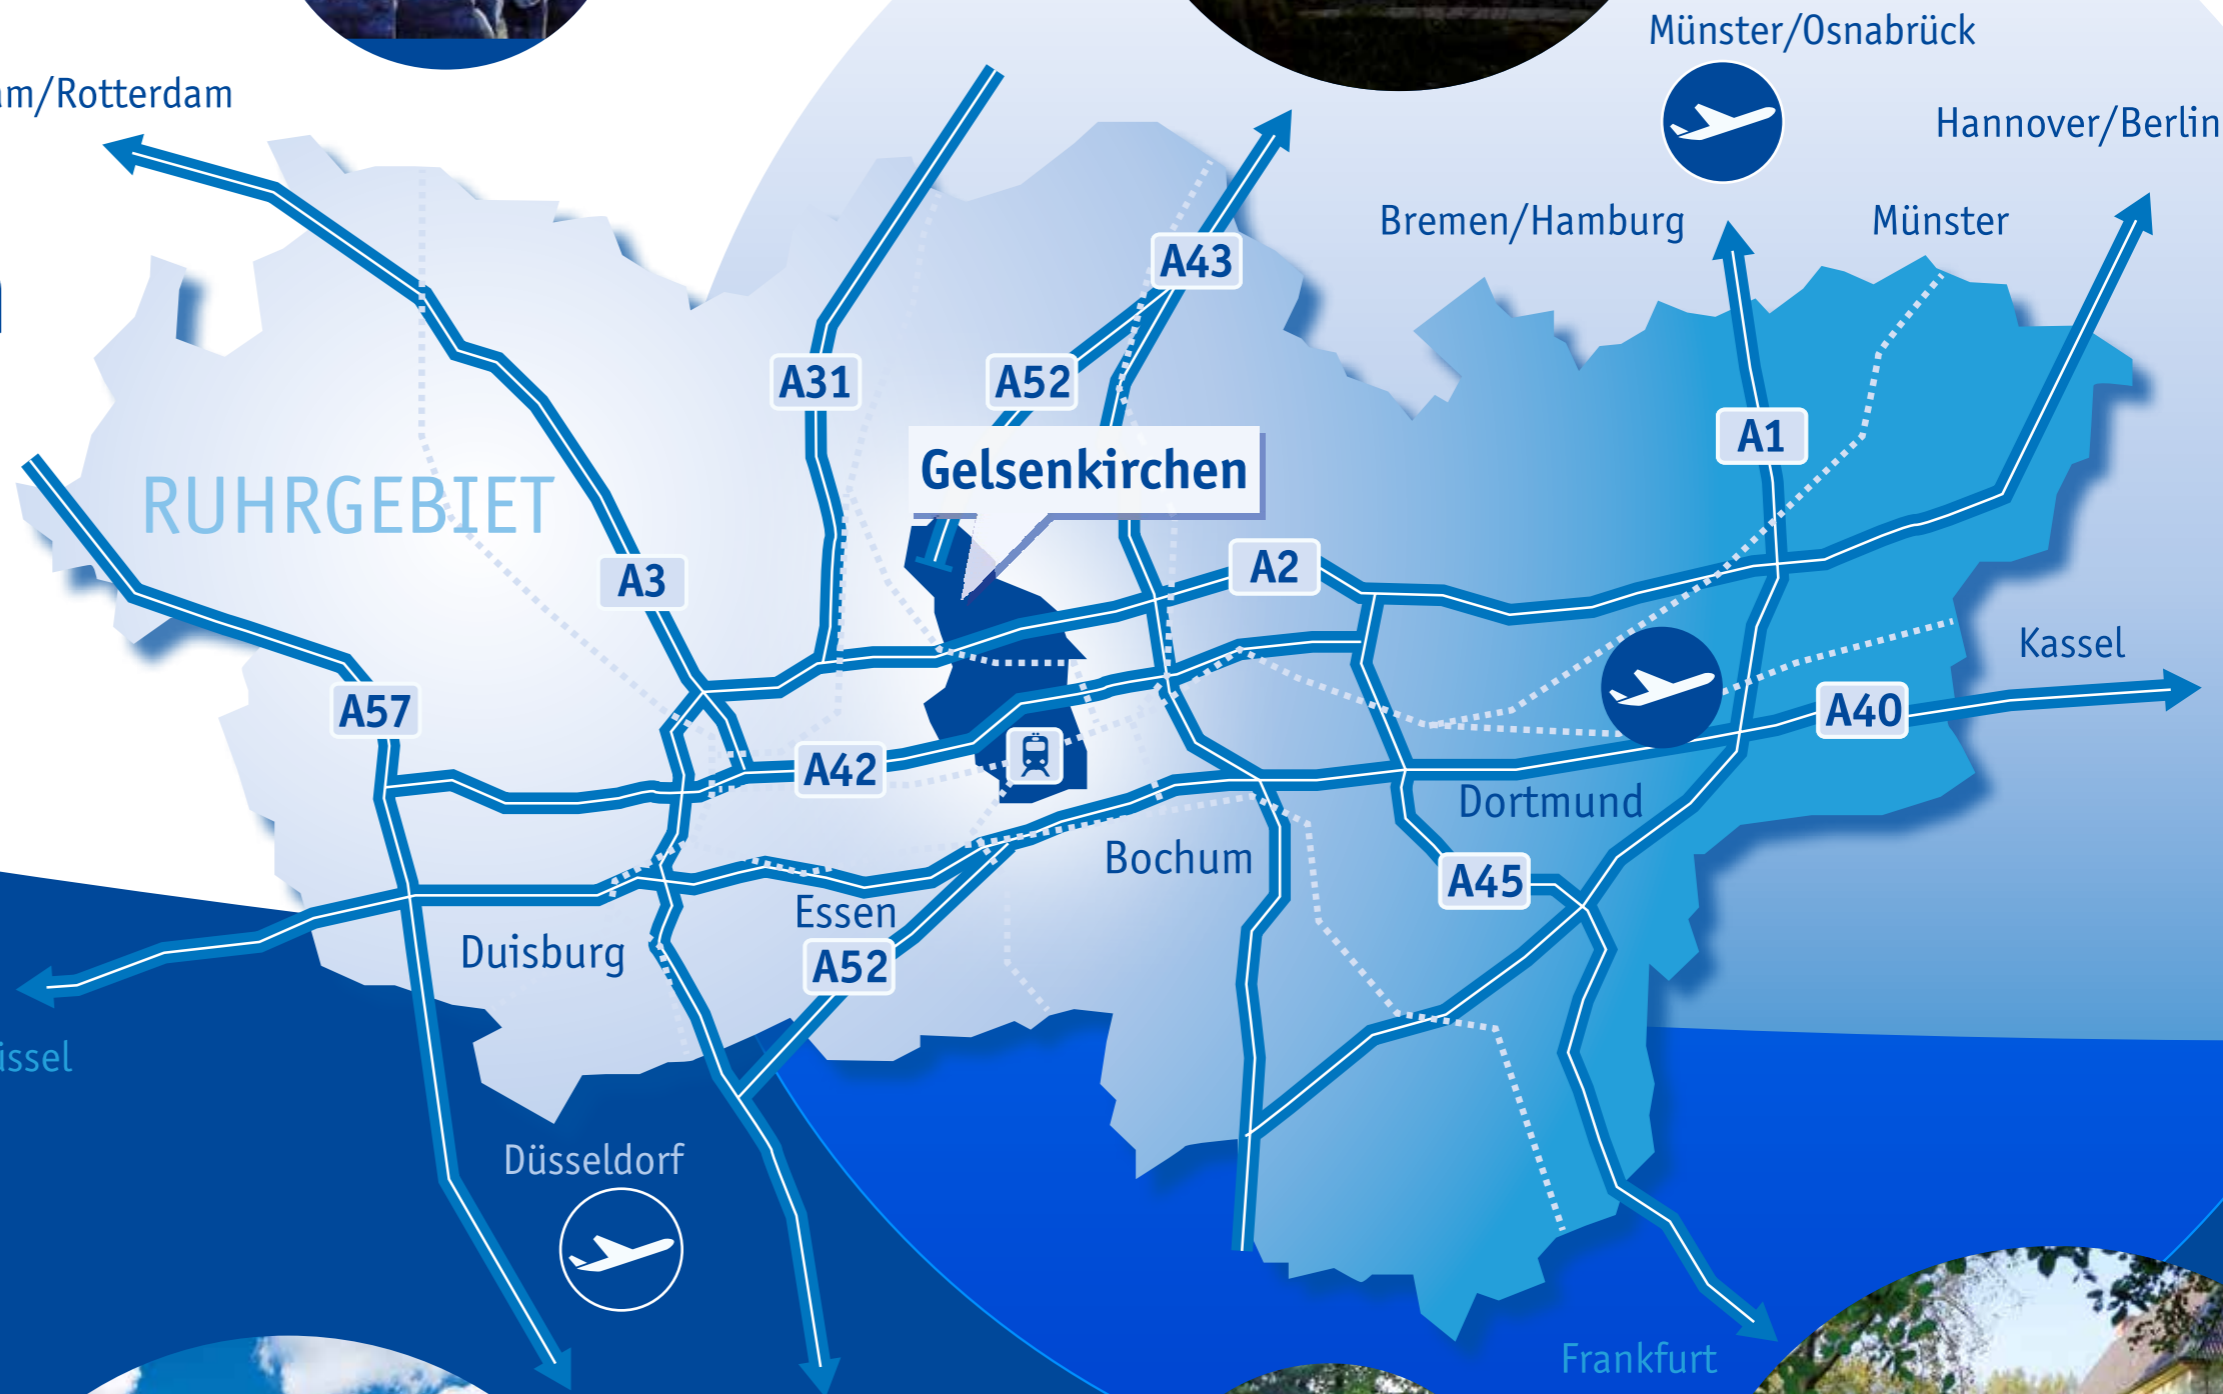 Münster/Osnabrück
/Rotterdam
Hannover/Berlin
Bremen/Hamburg
Münster
A43
A31
A52
A1
Gelsenkirchen
RUHRGEBIET
A2
A3
Kassel
A57
A40
A42
Dortmund
Bochum
A45
Essen
Duisburg
A52
Düsseldorf
Frankfurt